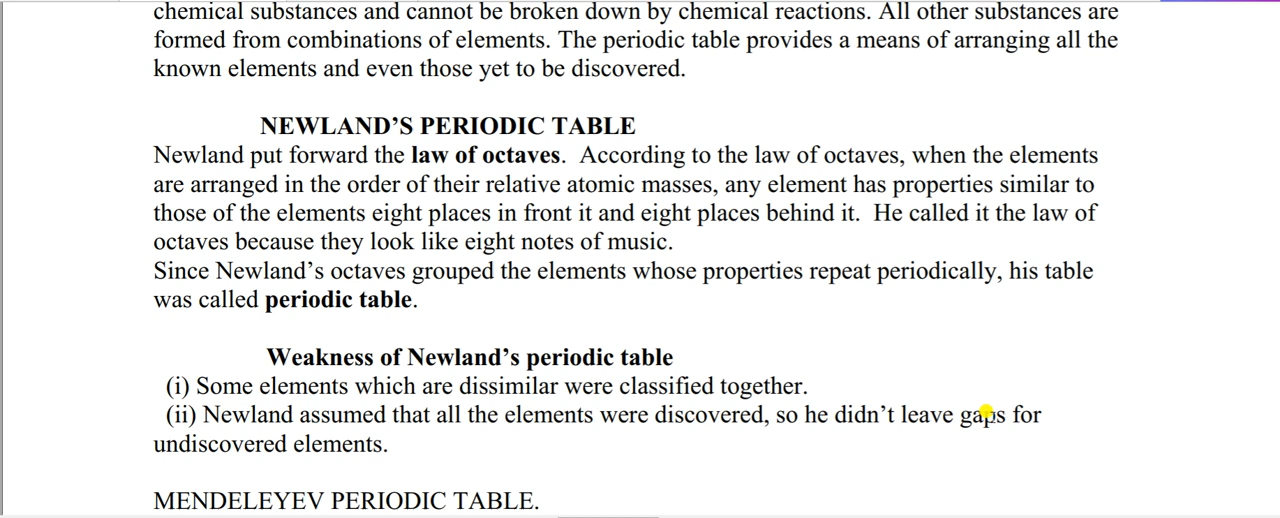 chemical substances and cannot be broken down by chemical reactions. All other substances are
formed from combinations of elements. The periodic table provides a means of arranging all the
known elements and even those yet to be discovered.
NEWLAND’S PERIODIC TABLE
Newland put forward the law of octaves.  According to the law of octaves, when the elements
are arranged in the order of their relative atomic masses, any element has properties similar to
those of the elements eight places in front it and eight places behind it.  He called it the law of
octaves because they look like eight notes of music.
Since Newland’s octaves grouped the elements whose properties repeat periodically, his table
was called periodic table.
Weakness of Newland’s periodic table
(i) Some elements which are dissimilar were classified together.
(ii) Newland assumed that all the elements were discovered, so he didn’t leave gaps for
undiscovered elements.
MENDELEYEV PERIODIC TABLE.